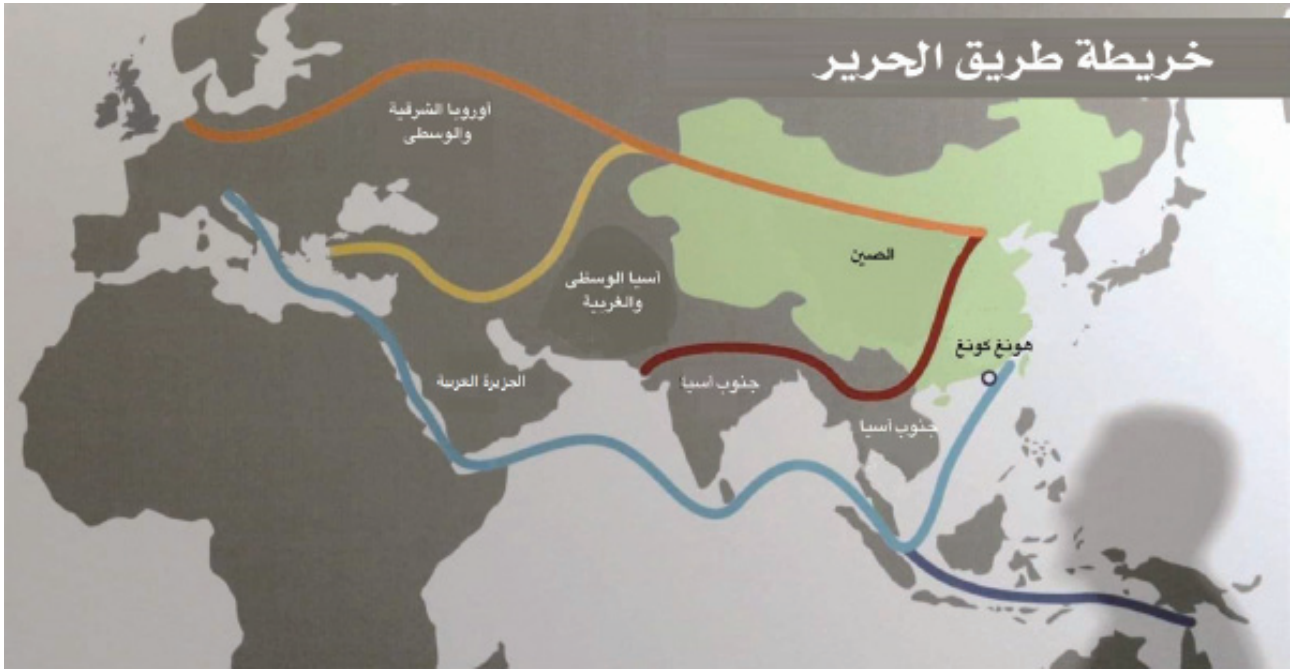 خريطة طريق الحرير
أوروبا الشرقية
والوسطى
الصين
آسيا الوسطى
والغربية
هونغ كونغ
الجزيرة العربية
جنوب آسيا
جنوب آسيا